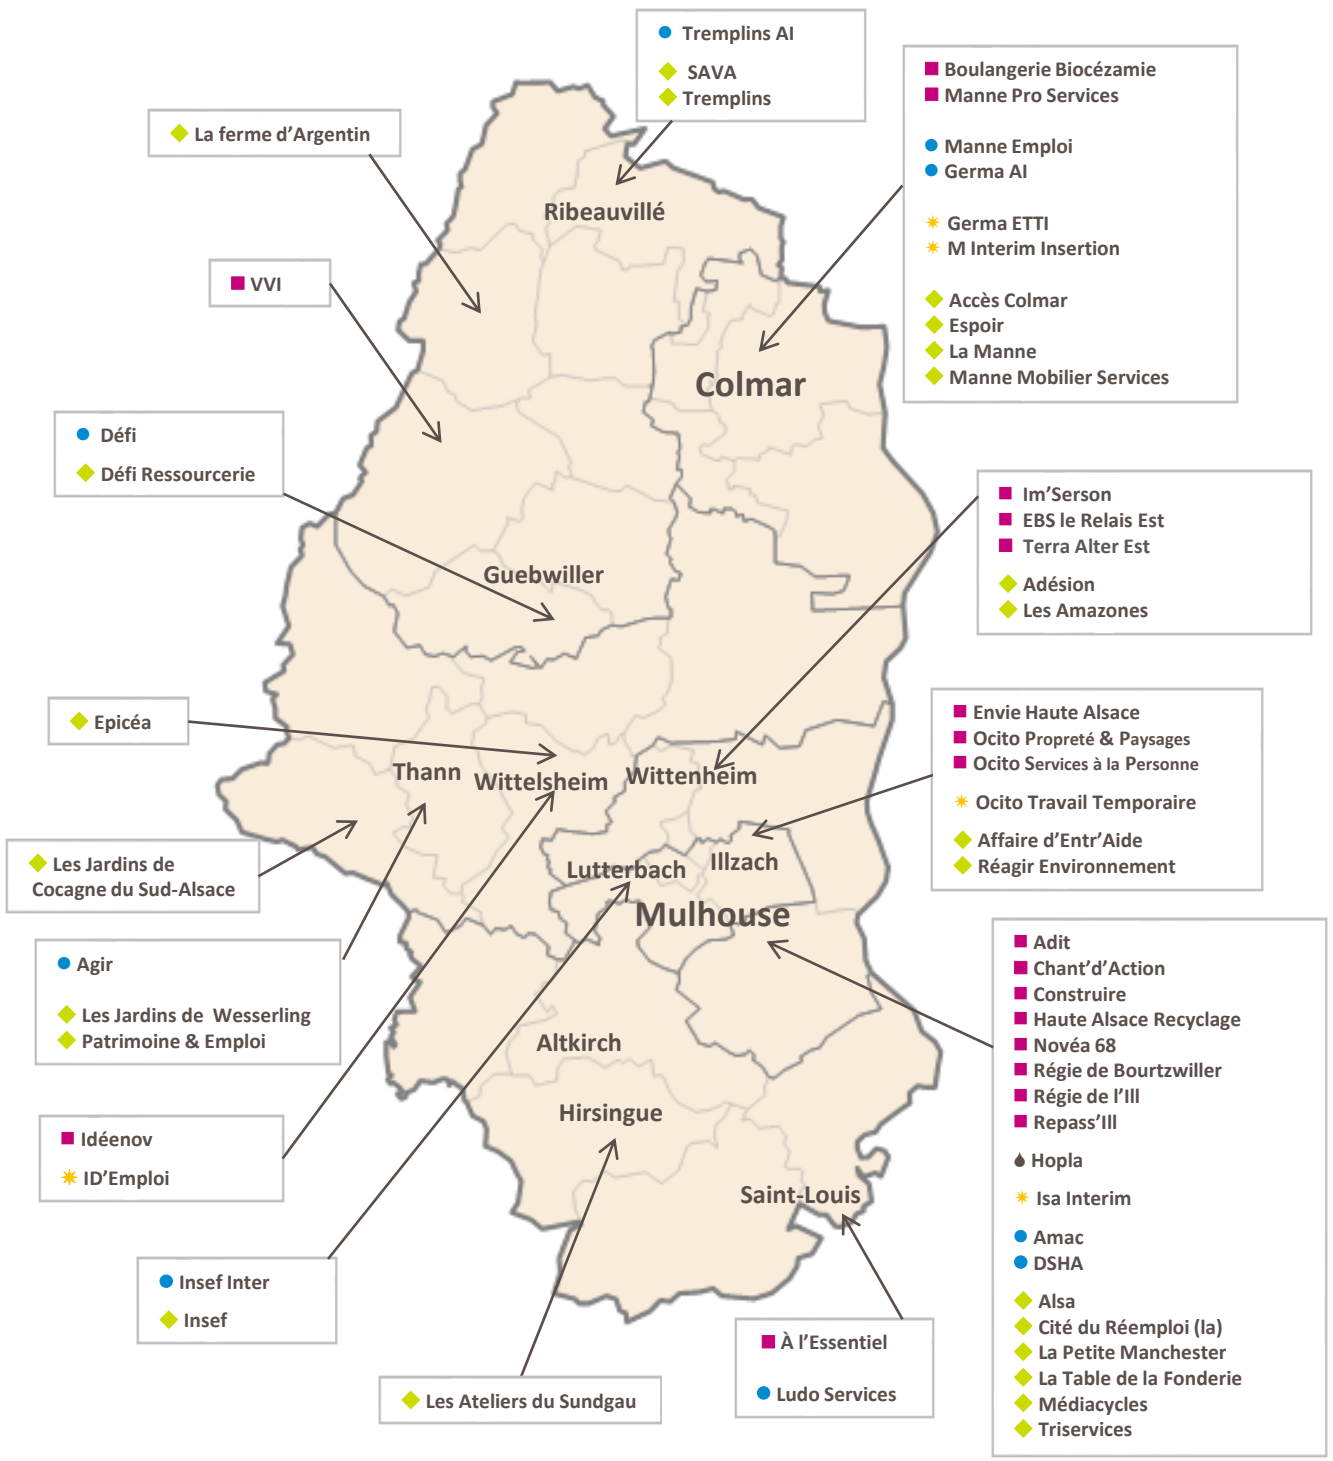 Tremplins AI
SAVA
Tremplins
Boulangerie Biocézamie
Manne Pro Services
Manne Emploi
Germa AI
Germa ETTI
M Interim Insertion
Accès Colmar
Espoir
La Manne
Manne Mobilier Services
La ferme d’Argentin
Ribeauvillé
VVI
Colmar
Défi
Défi Ressourcerie
Im’Serson
EBS le Relais Est
Terra Alter Est
Adésion
Les Amazones
Guebwiller
Epicéa
Envie Haute Alsace
Ocito Propreté & Paysages
Ocito Services à la Personne
Ocito Travail Temporaire
Affaire d’Entr’Aide
Réagir Environnement
Thann
Wittelsheim
Wittenheim
Les Jardins de
Cocagne du Sud-Alsace
Lutterbach
Illzach
Mulhouse
Agir
Les Jardins de Wesserling
Patrimoine & Emploi
Adit
Chant’d’Action
Construire
Haute Alsace Recyclage
Novéa 68
Régie de Bourtzwiller
Régie de l’Ill
Repass’Ill
Hopla
Isa Interim
Amac
DSHA
Alsa
Cité du Réemploi (la)
La Petite Manchester
La Table de la Fonderie
Médiacycles
Triservices
Altkirch
Hirsingue
Idéenov
ID’Emploi
Saint-Louis
Insef Inter
Insef
À l’Essentiel
Ludo Services
Les Ateliers du Sundgau